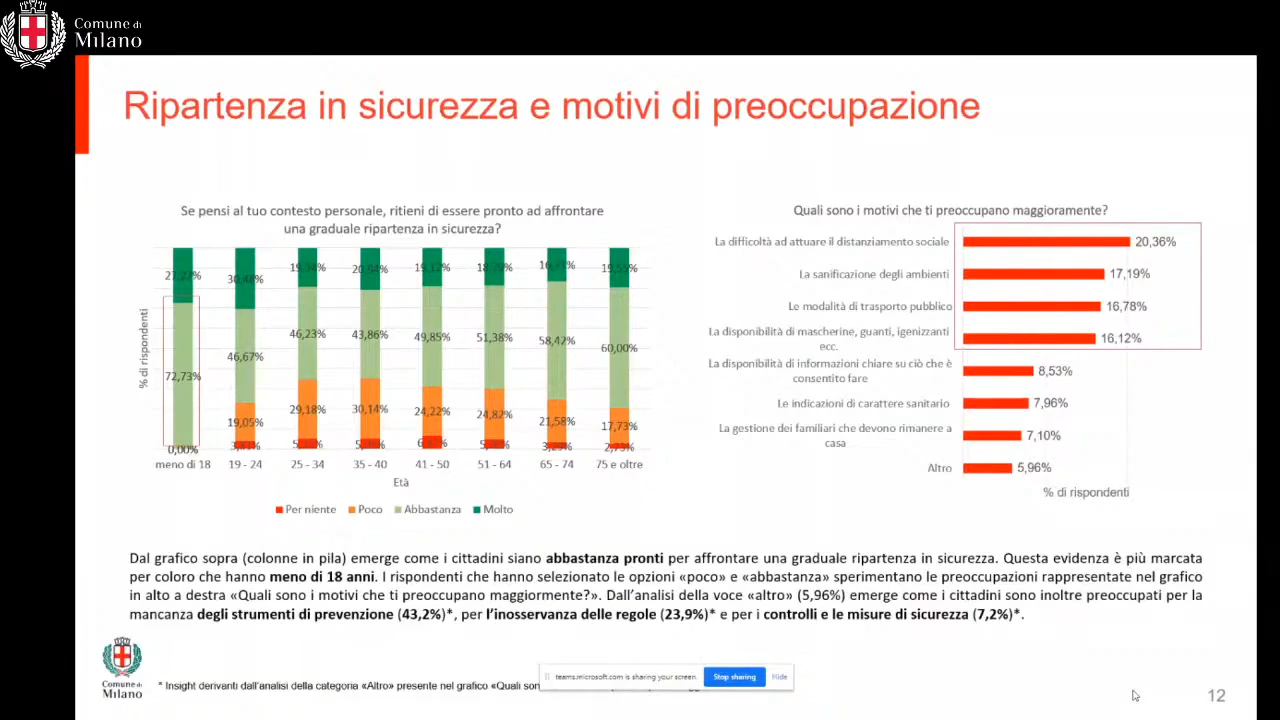 Comune di
Milano
Ripartenza in sicurezza e motivi di preoccupazione
Se pensi al tuo contesto personale, ritieni di essere pronto ad affrontare
una graduale ripartenza in sicurezza?
% di rispondenti
27,27%
72,73%
0,00%
46,67%
19,05%
46,23%
29,18%
43,86%
30,14%
49,85%
24,22%
51,38%
24,82%
58,42%
21,58%
60,00%
17,73%
meno di 18
19 - 24
25 - 34
35 - 40
41 - 50
51 - 64
65 - 74
75 e oltre
Età
Per niente
Poco
Abbastanza
Molto
Quali sono i motivi che ti preoccupano maggioramente?
La difficoltà ad attuare il distanziamento sociale
20,36%
La sanificazione degli ambienti
17,19%
Le modalità di trasporto pubblico
16,78%
La disponibilità di mascherine, guanti, igenizzanti
ecc.
16,12%
La disponibilità di informazioni chiare su ciò che è
consentito fare
8,53%
Le indicazioni di carattere sanitario
7,96%
La gestione dei familiari che devono rimanere a
casa
7,10%
Altro
5,96%
% di rispondenti
Dal grafico sopra (colonne in pila) emerge come i cittadini siano abbastanza pronti per affrontare una graduale ripartenza in sicurezza. Questa evidenza è più marcata
per coloro che hanno meno di 18 anni. I rispondenti che hanno selezionato le opzioni «poco» e «abbastanza» sperimentano le preoccupazioni rappresentate nel grafico
in alto a destra «Quali sono i motivi che ti preoccupano maggiormente?». Dall'analisi della voce «altro» (5,96%) emerge come i cittadini sono inoltre preoccupati per la
mancanza degli strumenti di prevenzione (43,2%)*, per l'inosservanza delle regole (23,9%)* e per i controlli e le misure di sicurezza (7,2%)*.
Comune di
Milano
* Insight derivanti dall'analisi della categoria «Altro» presente nel grafico «Quali son
teams.microsoft.com is sharing your screen.
Stop sharing
Hide
12